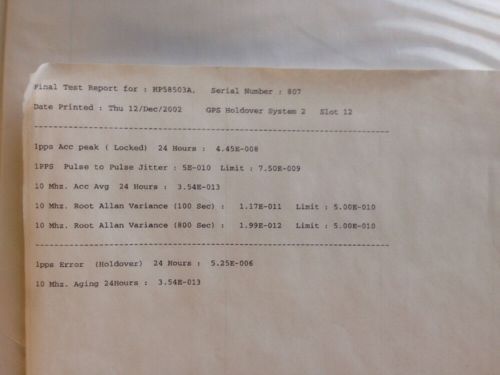 Final Test Report for : HP58503A, Serial Number : 807
Date Printed : Thu 12/Dec/2002 GPS Holdover System 2 Slot 12
1pps Acc peak ( Locked) 24 Hours : 4.45E-008
1PPS Pulse to Pulse Jitter : 5E-010 Limit : 7.50E-009
10 Mhz. Acc Avg 24 Hours : 3.54E-013
10 Mhz. Root Allan Variance (100 Sec) : 1.17E-011 Limit : 5.00E-010
10 Mhz. Root Allan Variance (800 Sec) : 1.99E-012 Limit : 5.00E-010
1pps Error (Holdover) 24 Hours : 5.25E-006
10 Mhz. Aging 24Hours : 3.54E-013